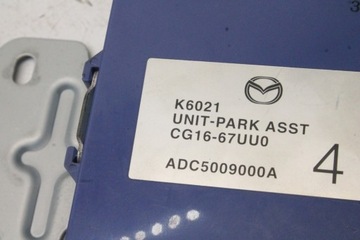 K6021
UNIT-PARK ASST
CG16-67UU0
ADC5009000A
4